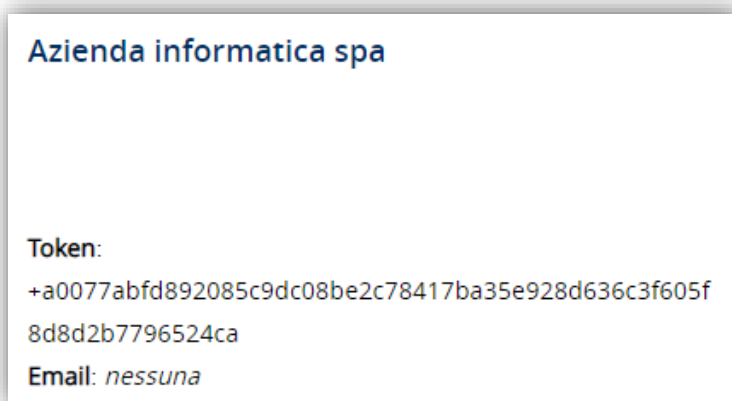 Azienda informatica spa
Token:
+a0077abfd892085c9dc08be2c78417ba35e928d636c3f605f
8d8d2b7796524ca
Email: nessuna